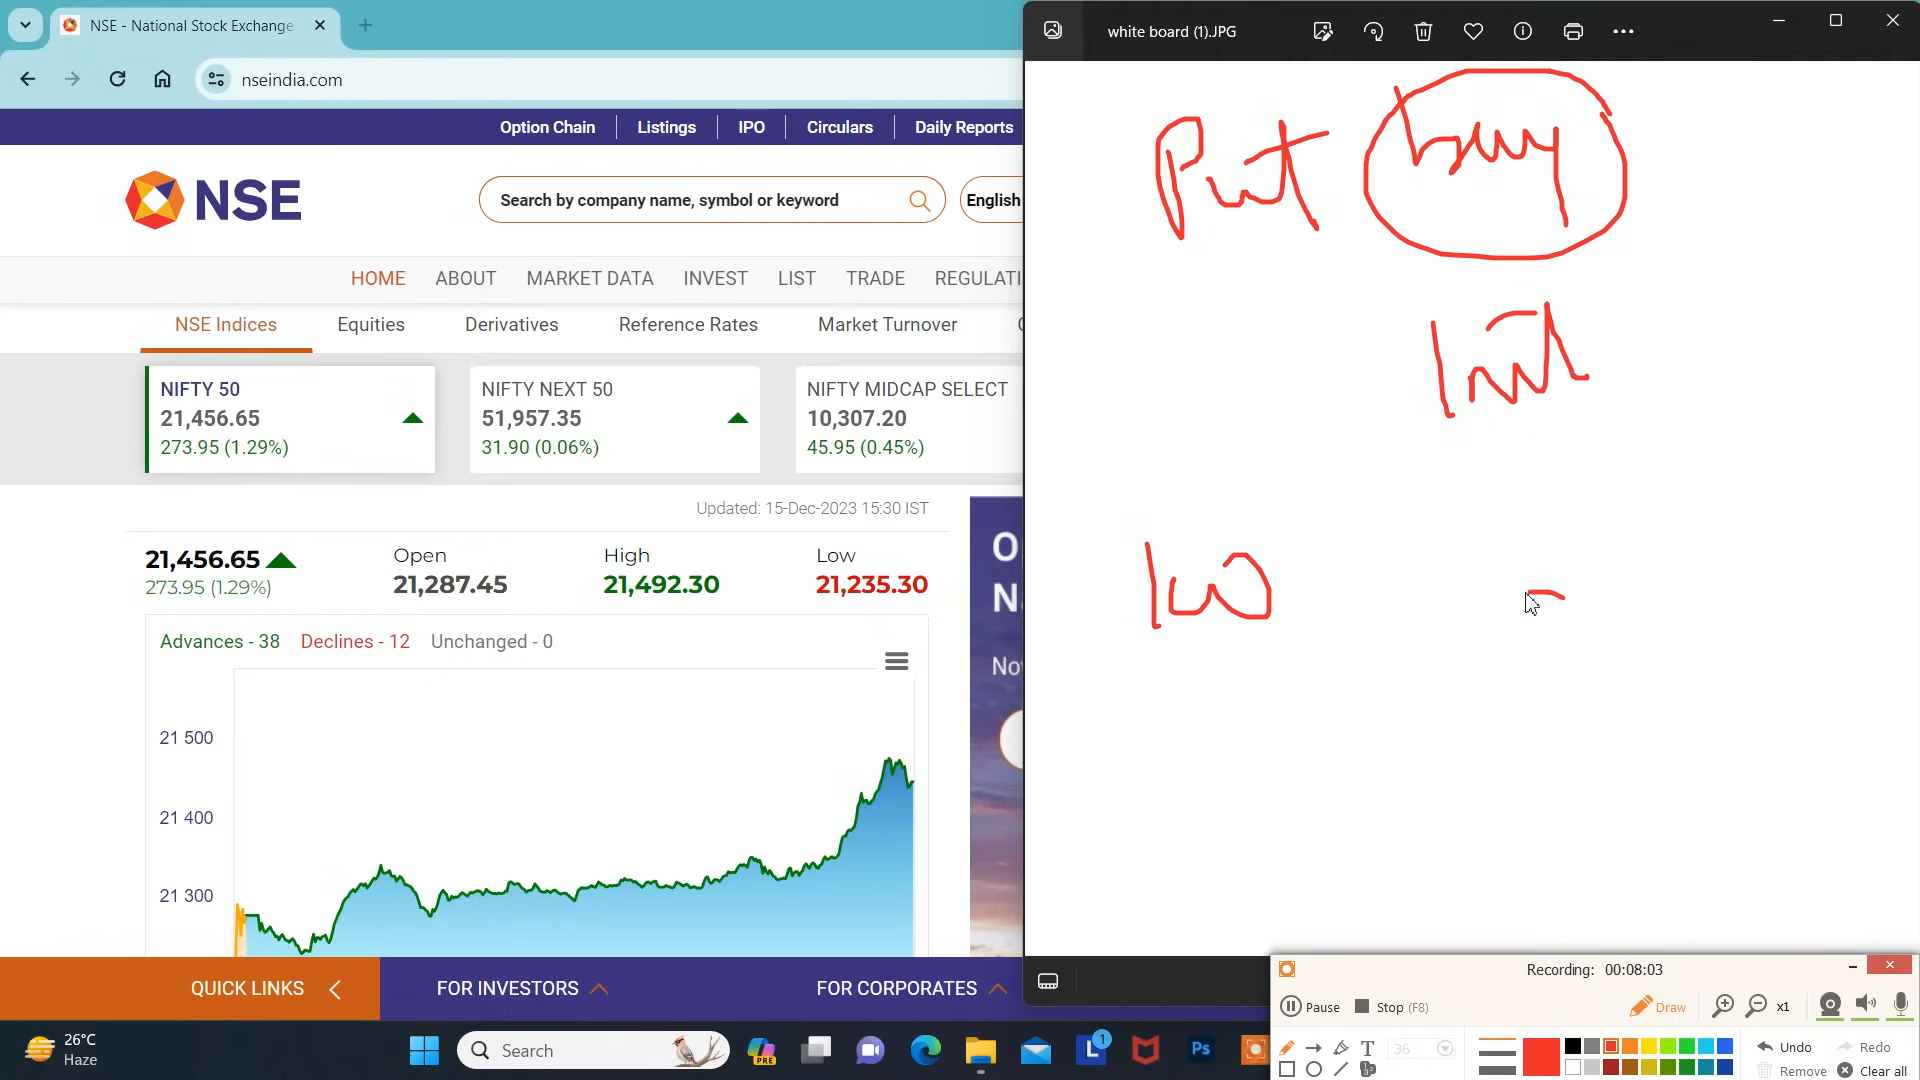 NSE - National Stock Exchange
nseindia.com
white board (1).JPG
Option Chain Listings IPO Circulars Daily Reports
NSE
Search by company name, symbol or keyword
English
HOME ABOUT MARKET DATA INVEST LIST TRADE REGULATI
NSE Indices Equities Derivatives Reference Rates Market Turnover
NIFTY 50
21,456.65
273.95 (1.29%)
NIFTY NEXT 50
51,957.35
31.90 (0.06%)
NIFTY MIDCAP SELECT
10,307.20
45.95 (0.45%)
Updated: 15-Dec-2023 15:30 IST
21,456.65
273.95 (1.29%)
Open
21,287.45
High
21,492.30
Low
21,235.30
Advances - 38 Declines - 12 Unchanged - 0
21 500
21 400
21 300
QUICK LINKS
FOR INVESTORS
FOR CORPORATES
Put buy
100
Recording: 00:08:03
Pause Stop (F8) Draw x1
36
Undo Redo
Remove Clear all
26°C
Haze
Search
PRE
L
1
Ps